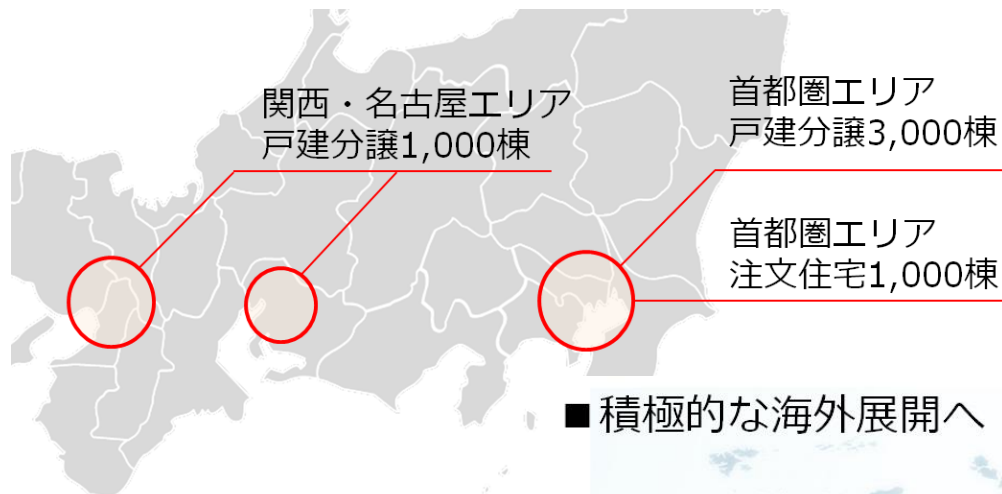 関西・名古屋エリア
戸建分譲1,000棟
首都圏エリア
戸建分譲3,000棟
首都圏エリア
注文住宅1,000棟
■積極的な海外展開へ